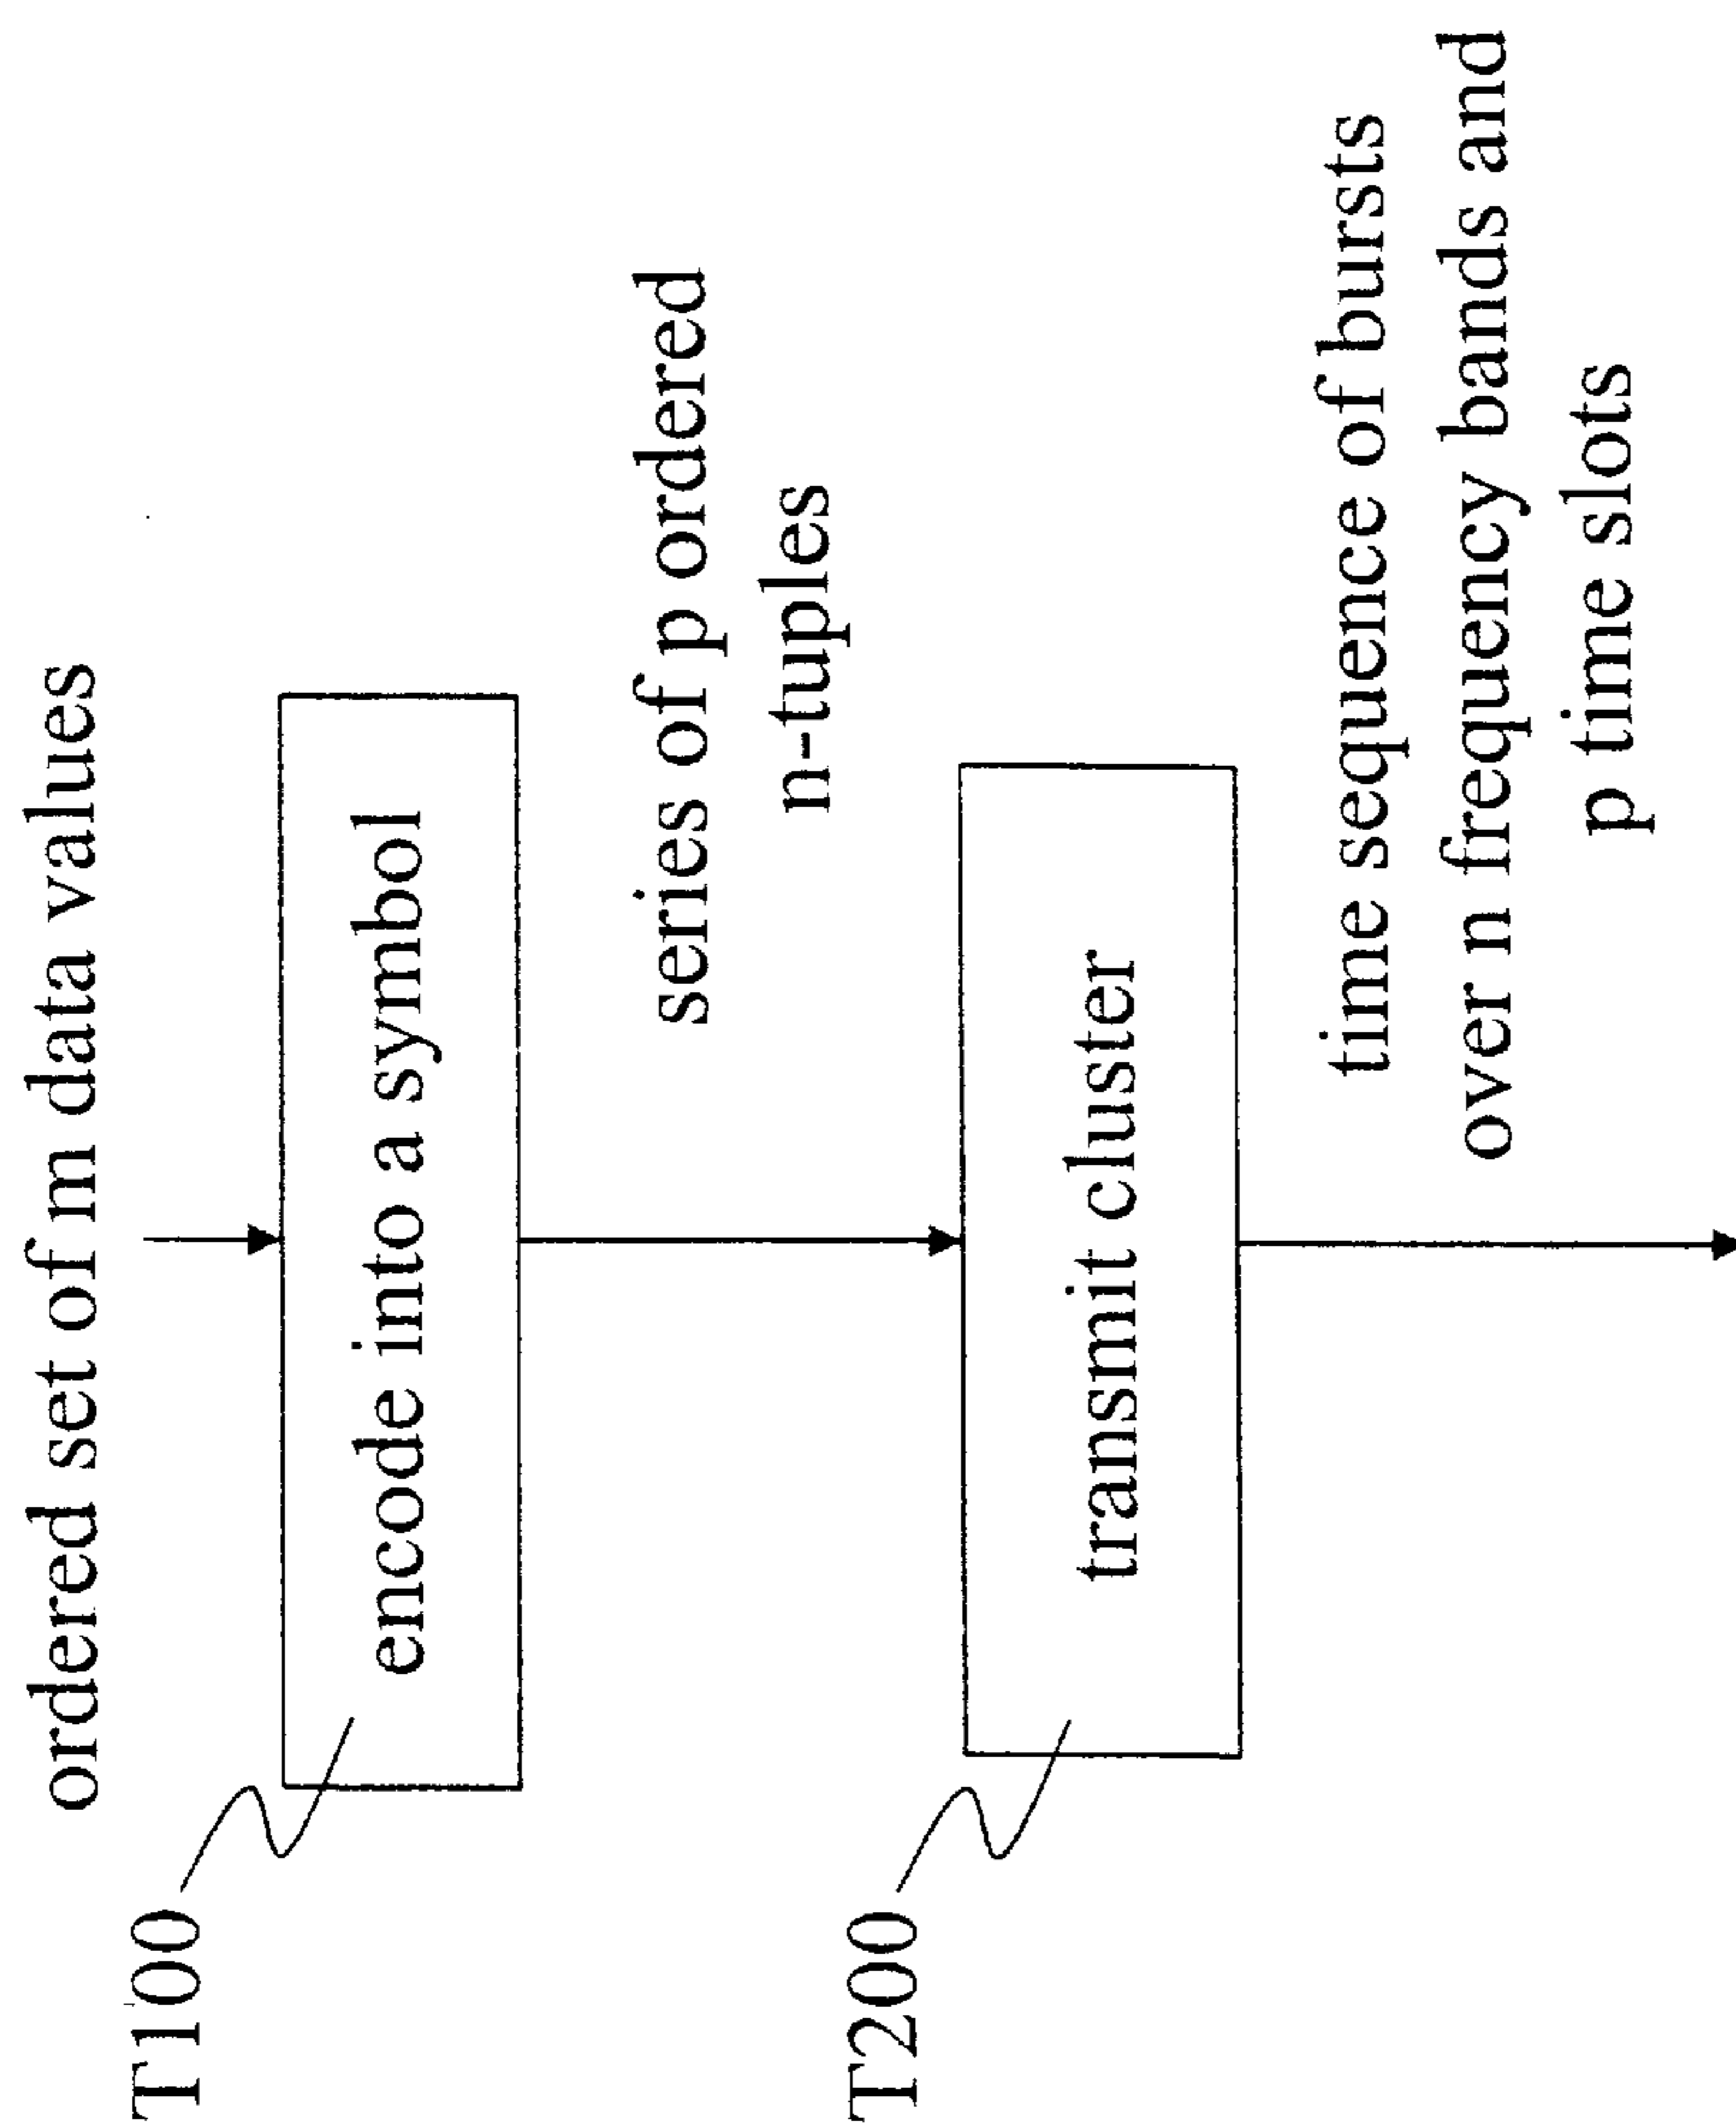 ordered set of m data values
T100
encode into a symbol
series of p ordered
n-tuples
T200
transmit cluster
time sequence of bursts
over n frequency bands and
p time slots